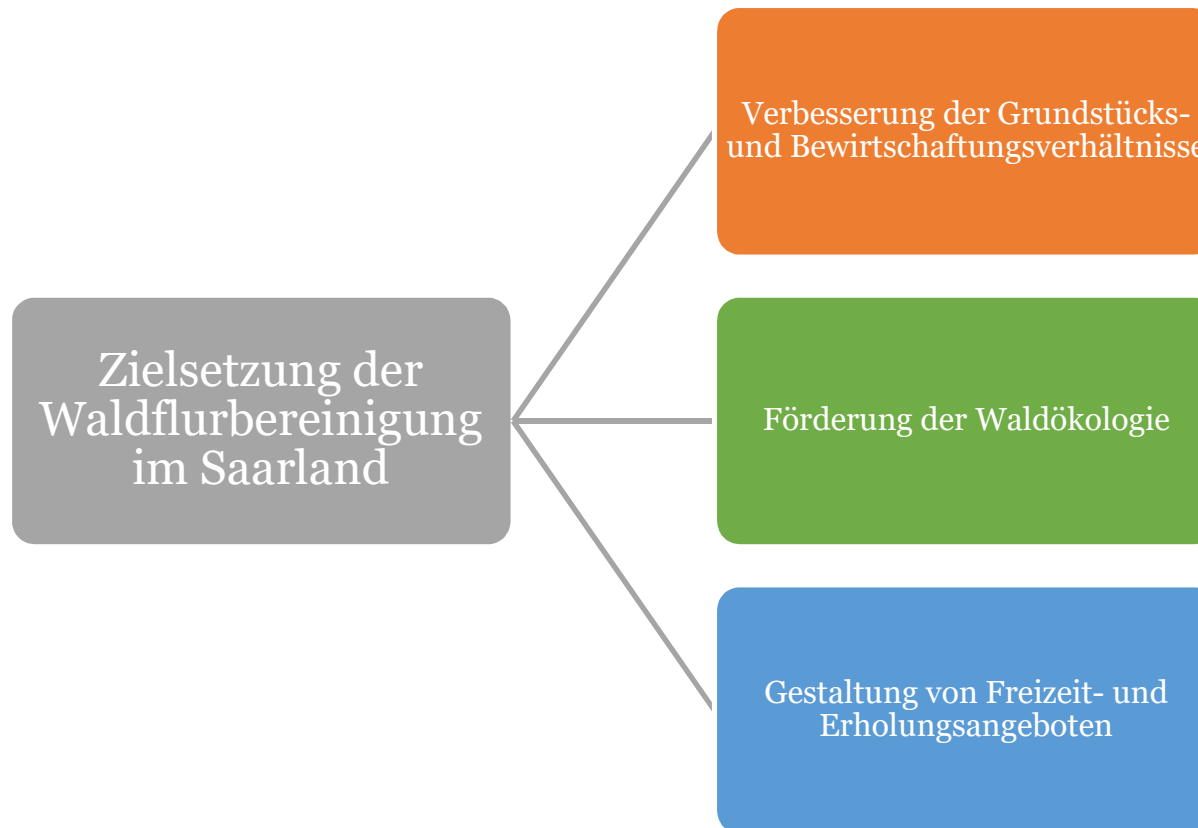 Verbesserung der Grundstücks-
und Bewirtschaftungsverhältnisse
Zielsetzung der
Waldflurbereinigung
im Saarland
Förderung der Waldökologie
Gestaltung von Freizeit- und
Erholungsangeboten